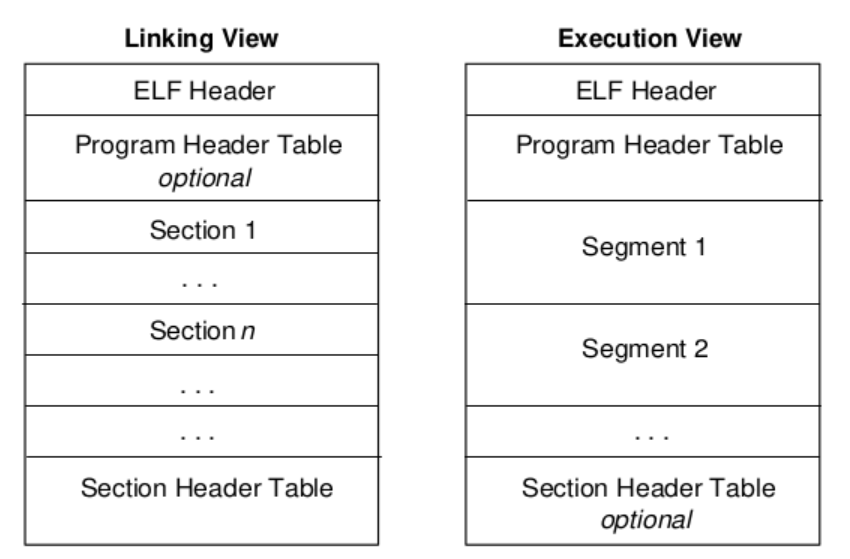 Linking View
ELF Header
Program Header Table
optional
Section 1
. . .
Section n
. . .
. . .
Section Header Table
Execution View
ELF Header
Program Header Table
Segment 1
Segment 2
. . .
Section Header Table
optional